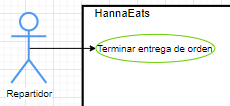 HannaEats
Terminar entrega de orden
Repartidor